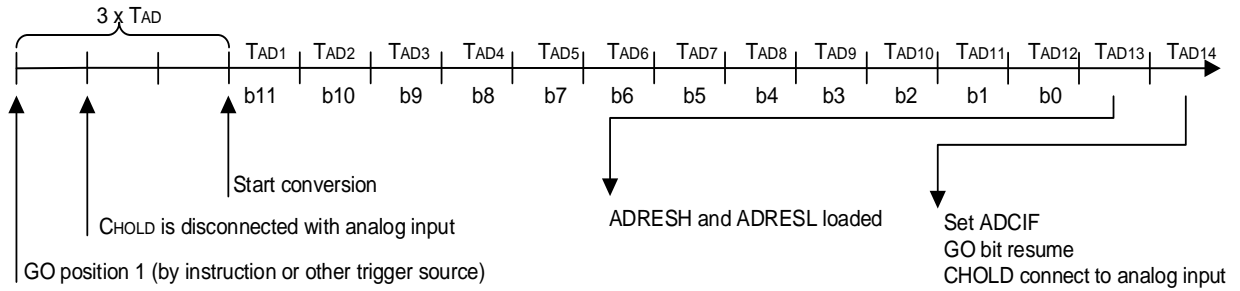 3 x TAD
TAD1 TAD2 TAD3 TAD4 TAD5 TAD6 TAD7 TAD8 TAD9 TAD10 TAD11 TAD12 TAD13 TAD14
b11 b10 b9 b8 b7 b6 b5 b4 b3 b2 b1 b0
Start conversion
CHOLD is disconnected with analog input
GO position 1 (by instruction or other trigger source)
ADRESH and ADRESL loaded
Set ADCIF
GO bit resume
CHOLD connect to analog input